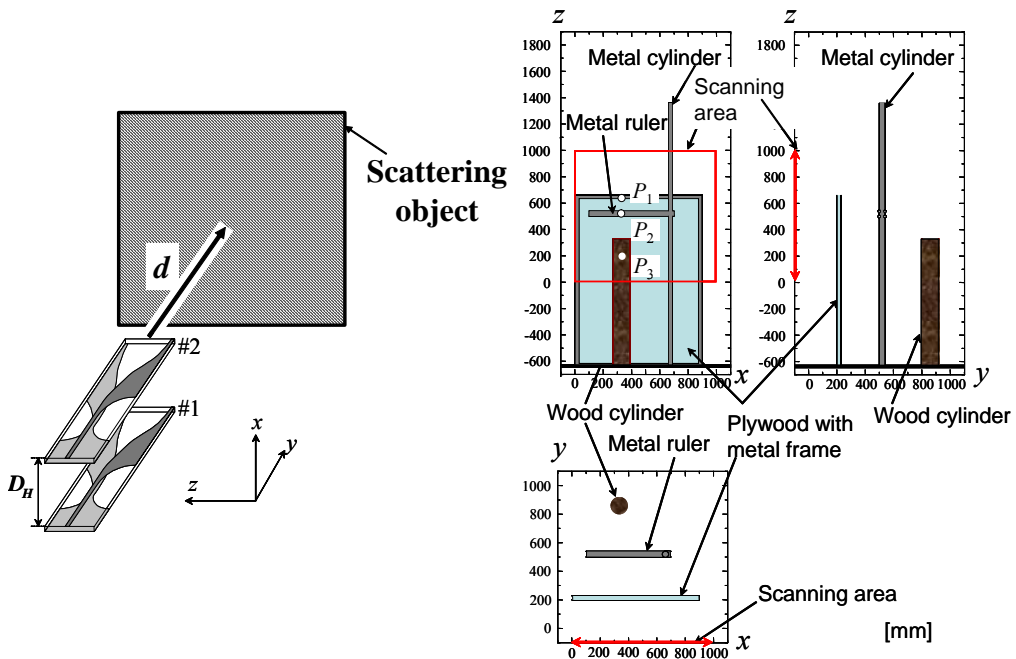 Scattering
object
d
#2
#1
D_H
x
y
z
z
1800
1600
1400
1200
1000
800
600
400
200
0
-200
-400
-600
0 200 400 600 800 1000
x
Metal cylinder
Scanning
area
Metal ruler
P1
P2
P3
z
1800
1600
1400
1200
1000
800
600
400
200
0
-200
-400
-600
0 200 400 600 800 1000
y
Metal cylinder
Wood cylinder
Metal ruler
Plywood with
metal frame
Wood cylinder
y
1000
800
600
400
200
0
0 200 400 600 800 1000
x
Scanning area
[mm]